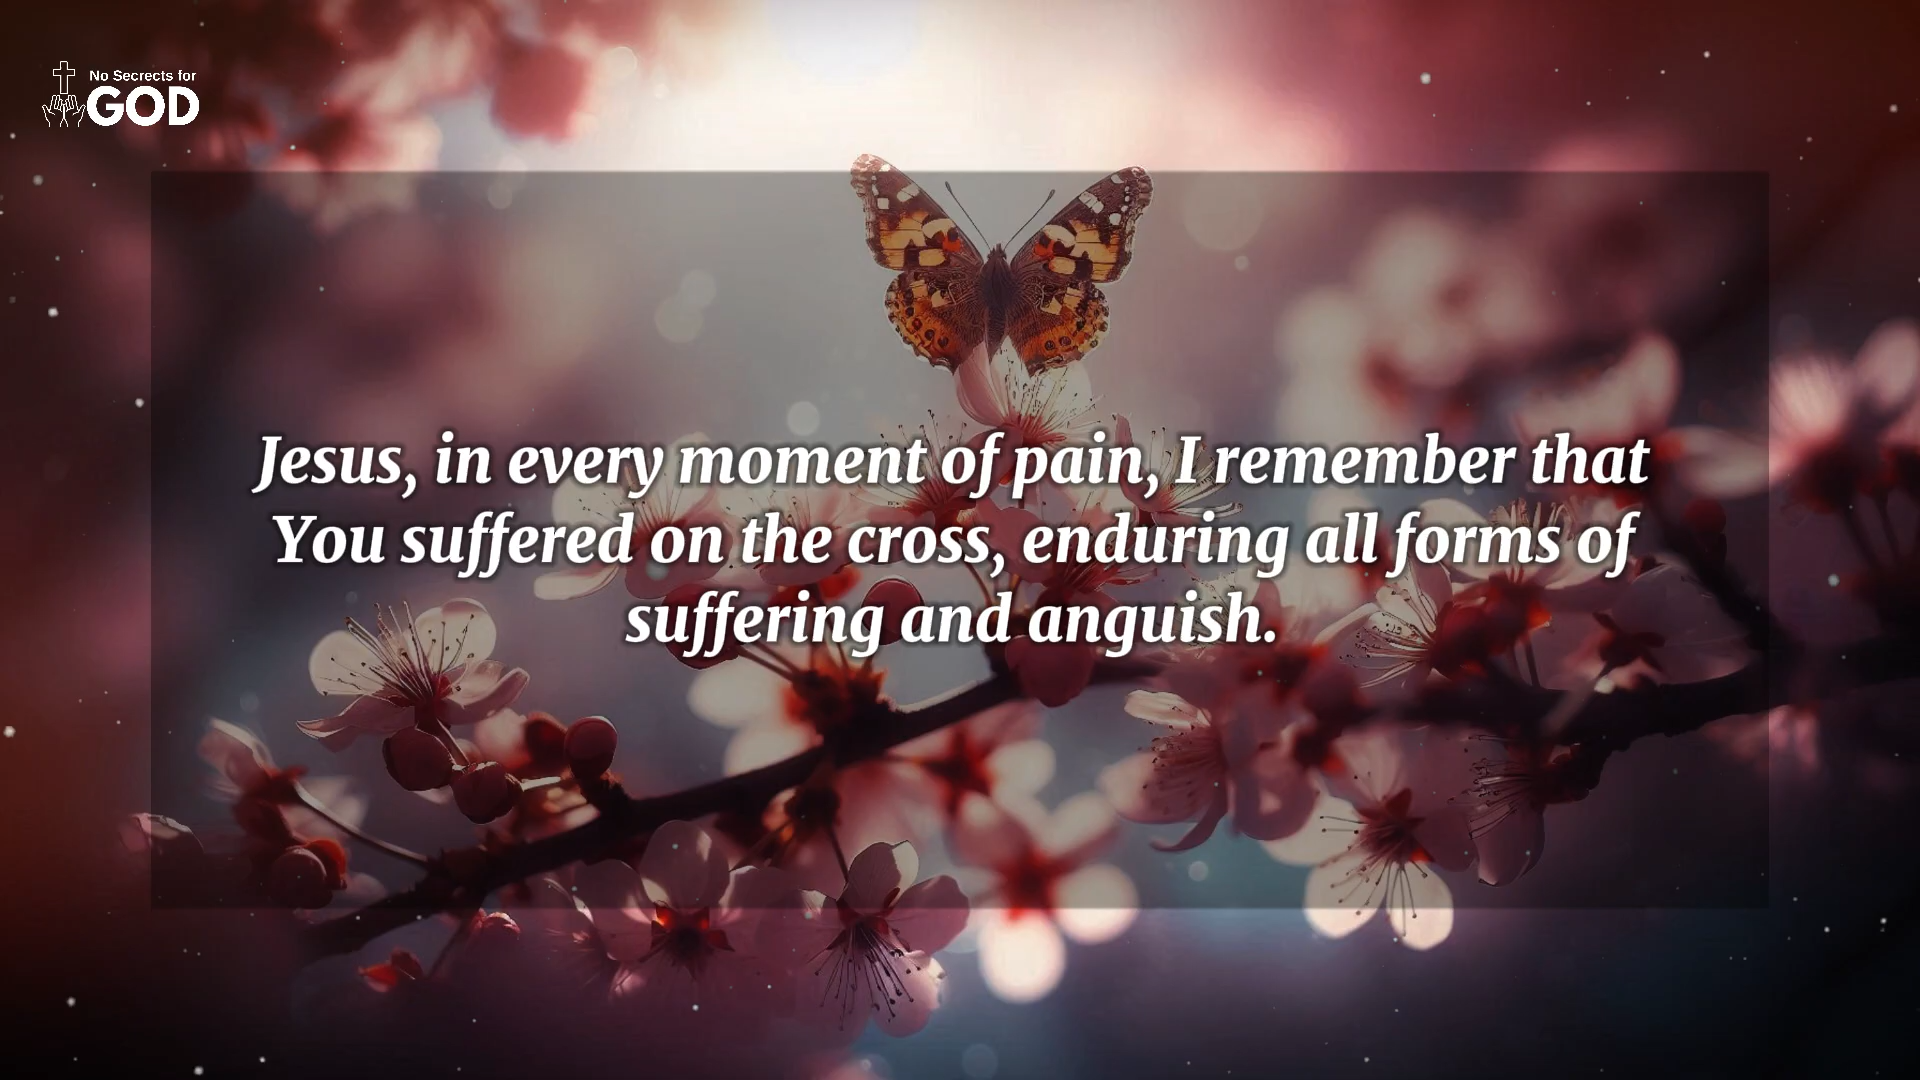 No Secrects for
GOD
Jesus, in every moment of pain, I remember that
You suffered on the cross, enduring all forms of
suffering and anguish.